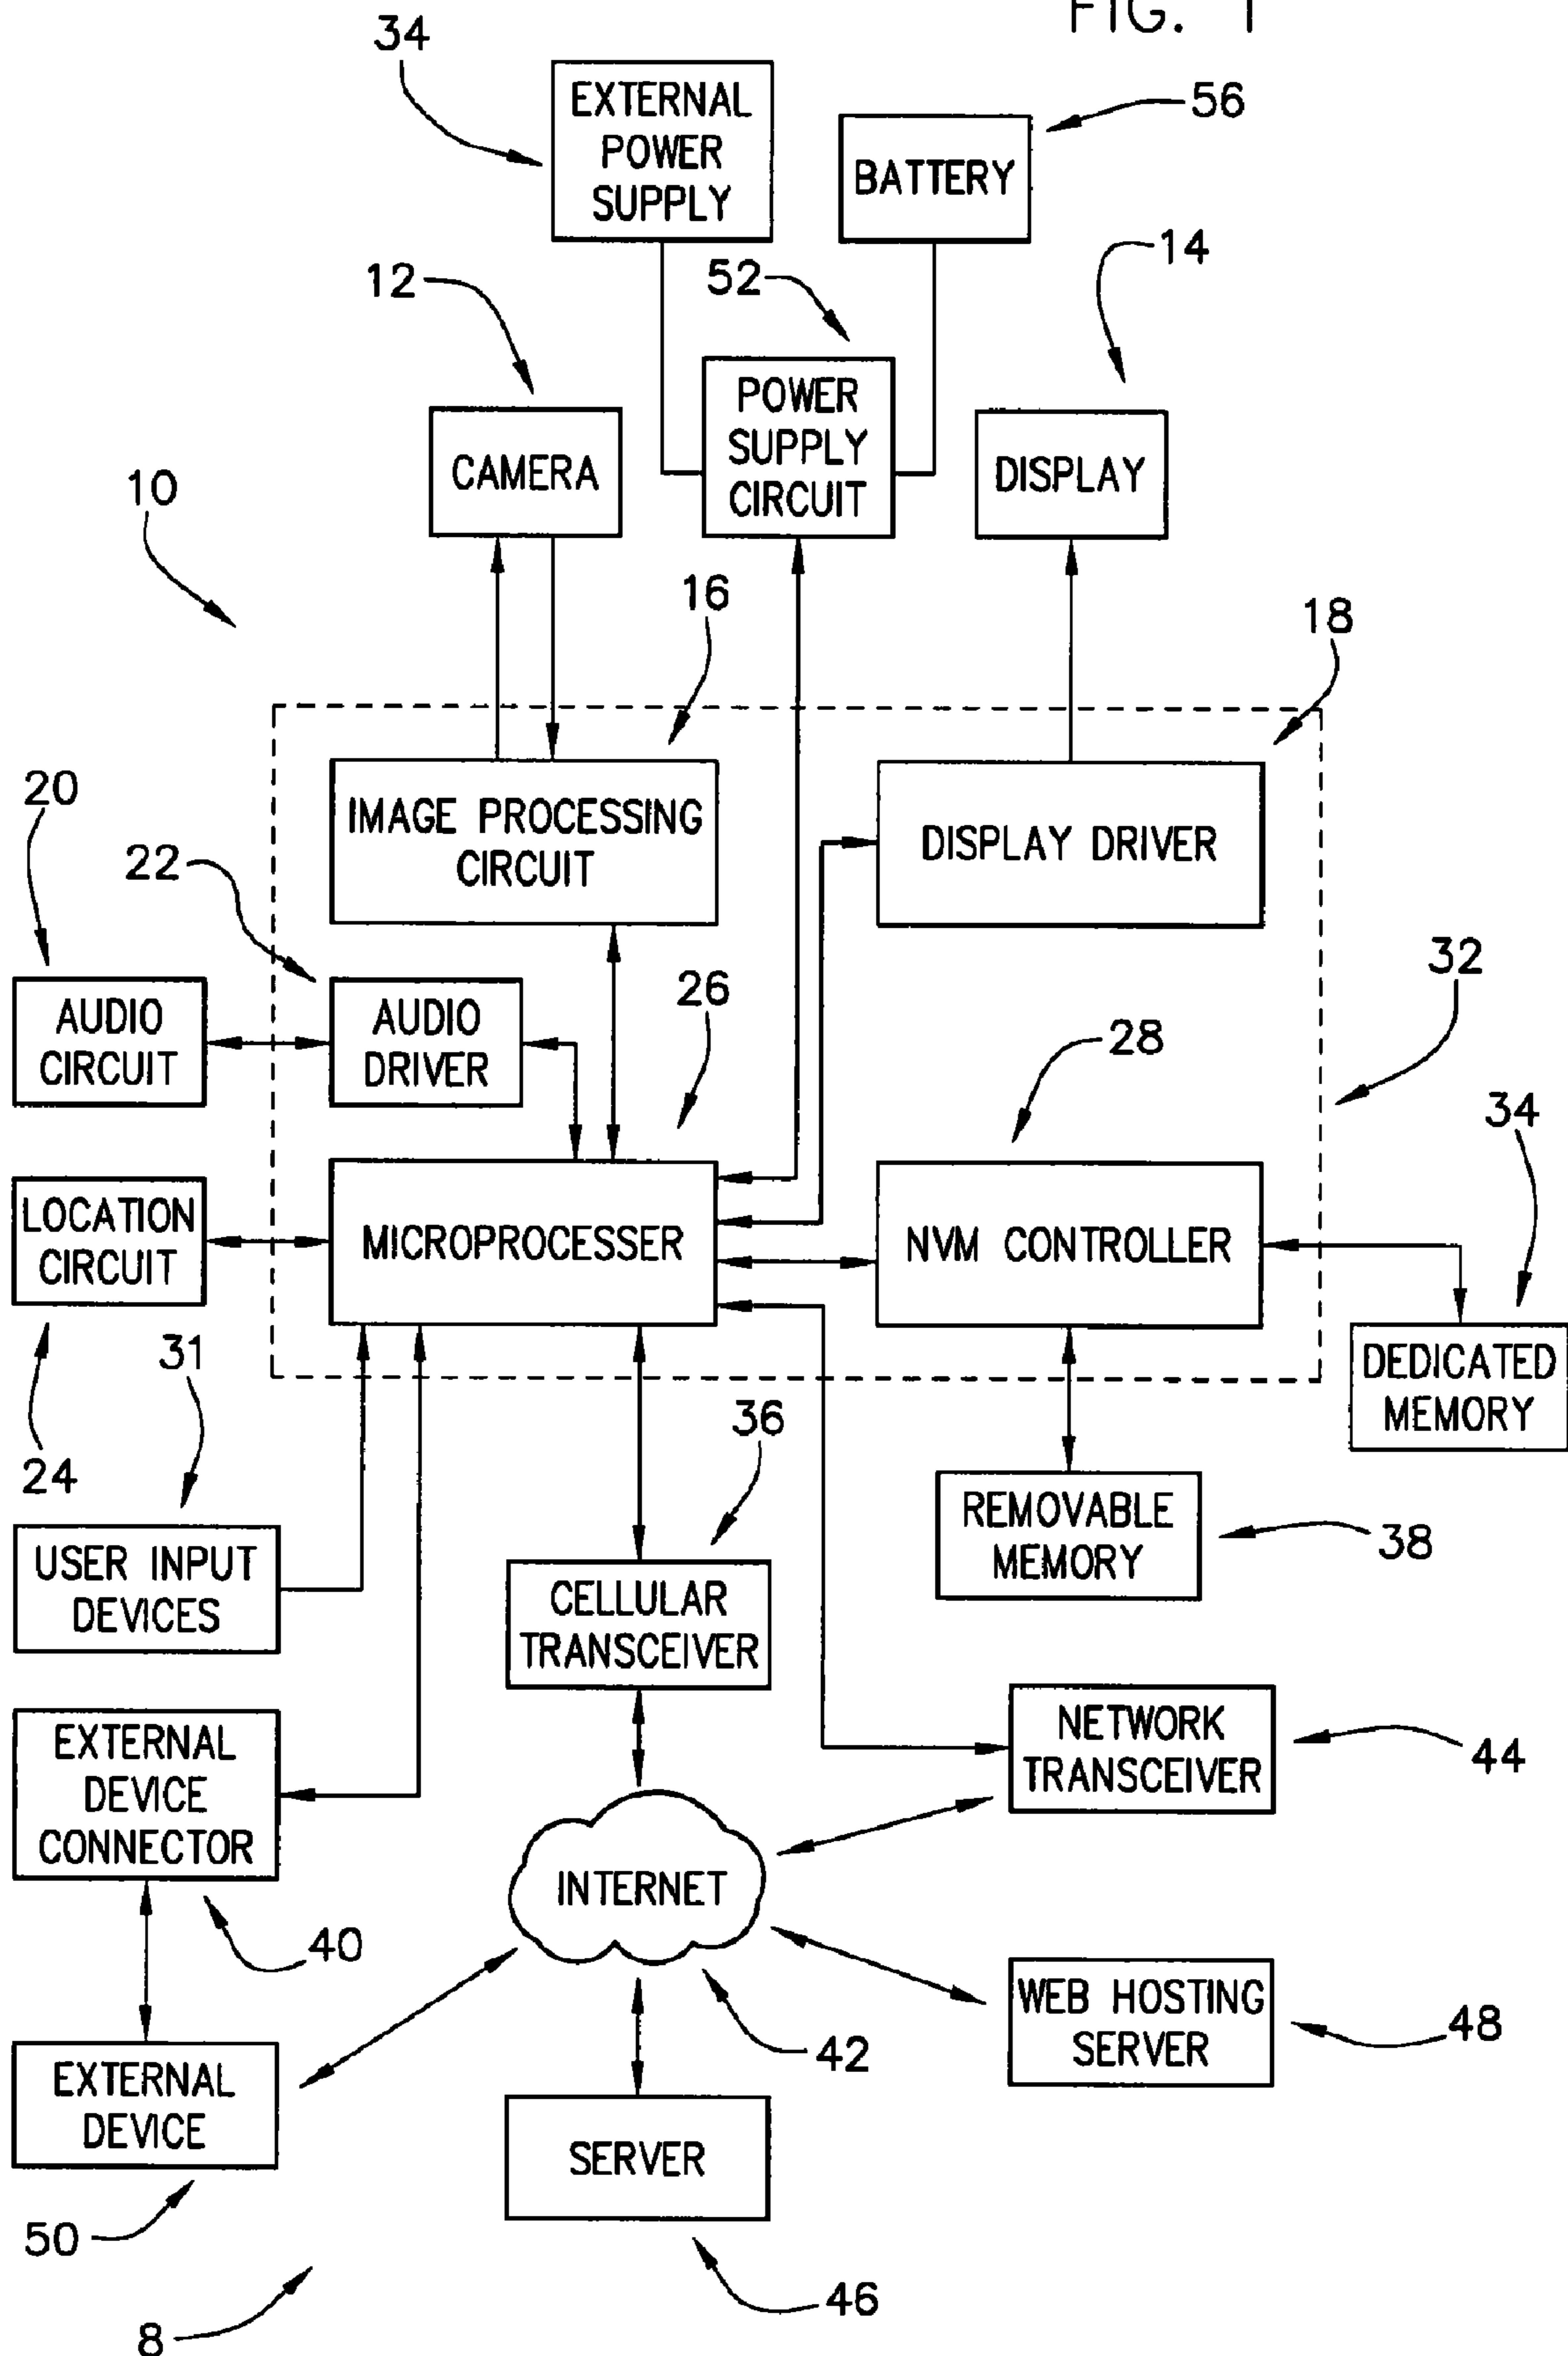 FIG. 1
34
EXTERNAL
POWER
SUPPLY
56
BATTERY
12
52
14
CAMERA
POWER
SUPPLY
CIRCUIT
DISPLAY
10
16
18
20
IMAGE PROCESSING
CIRCUIT
DISPLAY DRIVER
22
32
AUDIO
CIRCUIT
AUDIO
DRIVER
26
28
34
LOCATION
CIRCUIT
MICROPROCESSER
NVM CONTROLLER
31
24
DEDICATED
MEMORY
36
USER INPUT
DEVICES
REMOVABLE
MEMORY
38
CELLULAR
TRANSCEIVER
EXTERNAL
DEVICE
CONNECTOR
NETWORK
TRANSCEIVER
44
INTERNET
40
WEB HOSTING
SERVER
48
42
EXTERNAL
DEVICE
SERVER
50
46
8